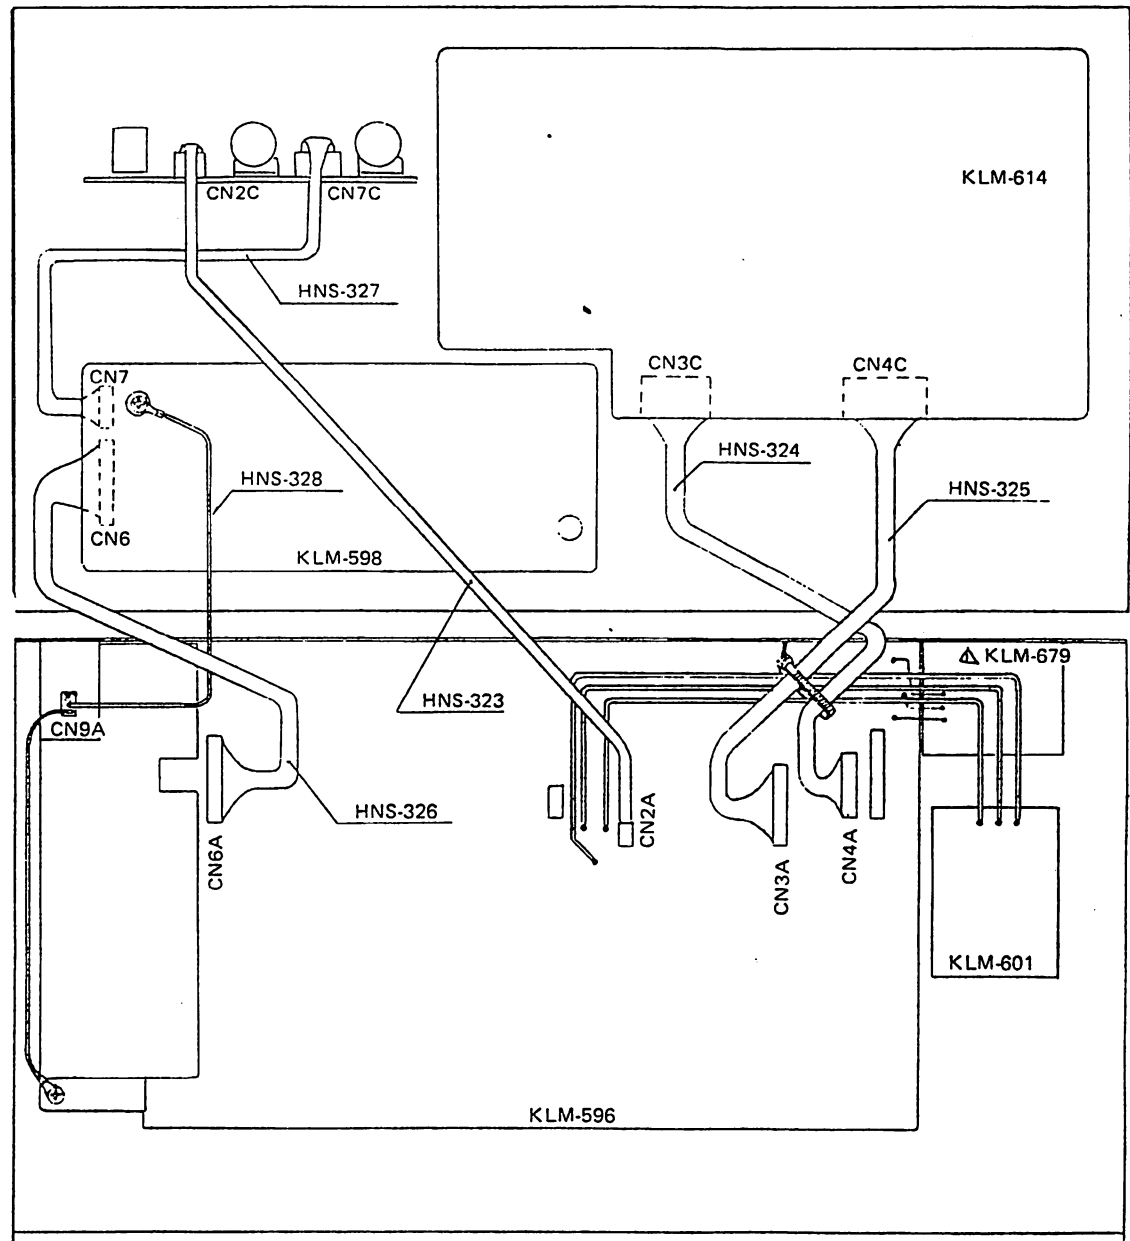 KLM-614
CN2C
CN7C
HNS-327
CN3C
CN4C
CN7
HNS-324
HNS-328
HNS-325
CN6
KLM-598
⚠ KLM-679
HNS-323
CN9A
HNS-326
CN2A
CN6A
CN3A
CN4A
KLM-601
KLM-596